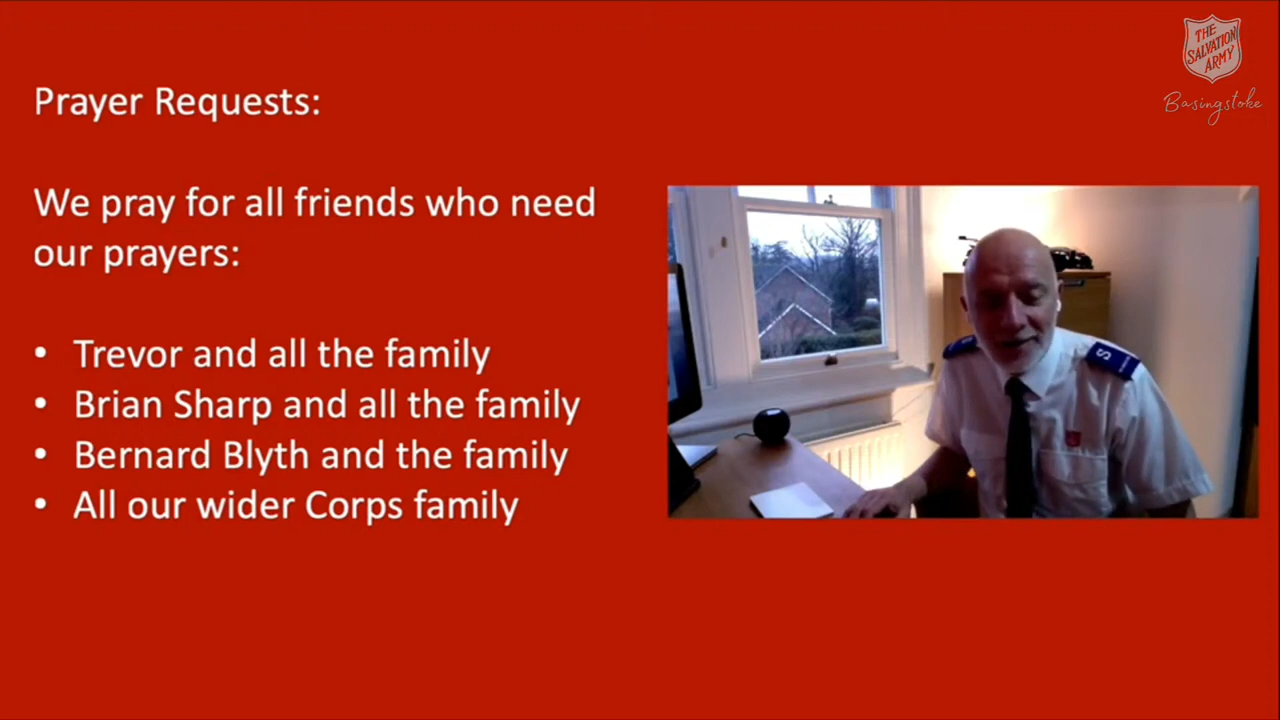 THE
SALVATION
ARMY
Basingstoke
Prayer Requests:
We pray for all friends who need
our prayers:
• Trevor and all the family
• Brian Sharp and all the family
• Bernard Blyth and the family
• All our wider Corps family
S